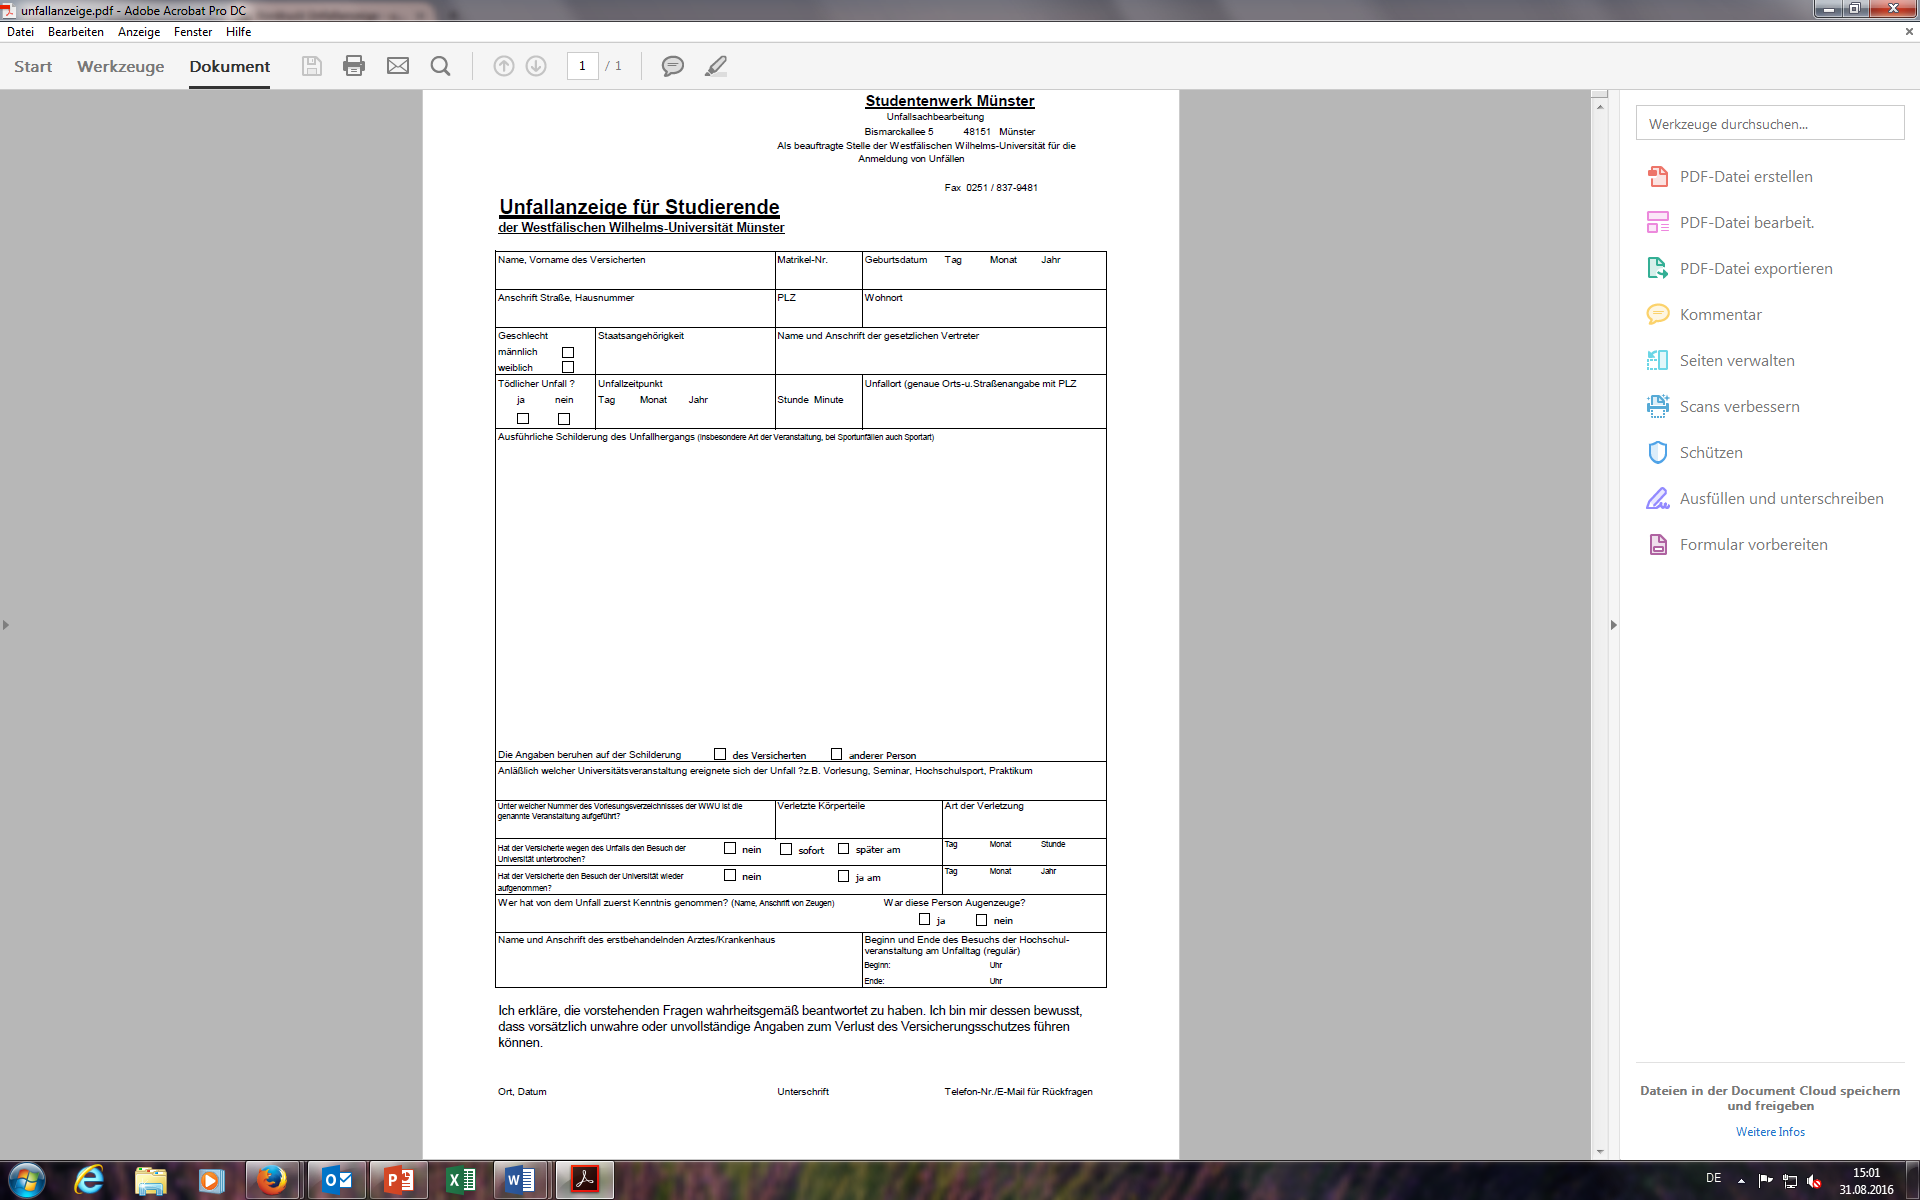 unfallanzeige.pdf - Adobe Acrobat Pro DC
Datei Bearbeiten Anzeige Fenster Hilfe
Start Werkzeuge Dokument 1 / 1
Studentenwerk Münster
Unfallsachbearbeitung
Bismarckallee 5 48151 Münster
Als beauftragte Stelle der Westfälischen Wilhelms-Universität für die
Anmeldung von Unfällen
Fax 0251 / 837-9481
Unfallanzeige für Studierende
der Westfälischen Wilhelms-Universität Münster
Name, Vorname des Versicherten Matrikel-Nr. Geburtsdatum Tag Monat Jahr
Anschrift Straße, Hausnummer PLZ Wohnort
Geschlecht Staatsangehörigkeit Name und Anschrift der gesetzlichen Vertreter
männlich
weiblich
Tödlicher Unfall ? Unfallzeitpunkt Unfallort (genaue Orts-u.Straßenangabe mit PLZ
ja nein Tag Monat Jahr Stunde Minute
Ausführliche Schilderung des Unfallhergangs (Insbesondere Art der Veranstaltung, bei Sportunfällen auch Sportart)
Die Angaben beruhen auf der Schilderung des Versicherten anderer Person
Anläßlich welcher Universitätsveranstaltung ereignete sich der Unfall ?z.B. Vorlesung, Seminar, Hochschulsport, Praktikum
Unter welcher Nummer des Vorlesungsverzeichnisses der WWU ist die Verletzte Körperteile Art der Verletzung
genannte Veranstaltung aufgeführt?
Hat der Versicherte wegen des Unfalls den Besuch der nein sofort später am Tag Monat Stunde
Universität unterbrochen?
Hat der Versicherte den Besuch der Universität wieder nein ja am Tag Monat Jahr
aufgenommen?
Wer hat von dem Unfall zuerst Kenntnis genommen? (Name, Anschrift von Zeugen) War diese Person Augenzeuge?
ja nein
Name und Anschrift des erstbehandelnden Arztes/Krankenhaus Beginn und Ende des Besuchs der Hochschul-
veranstaltung am Unfalltag (regulär)
Beginn: Uhr
Ende: Uhr
Ich erkläre, die vorstehenden Fragen wahrheitsgemäß beantwortet zu haben. Ich bin mir dessen bewusst,
dass vorsätzlich unwahre oder unvollständige Angaben zum Verlust des Versicherungsschutzes führen
können.
Ort, Datum Unterschrift Telefon-Nr./E-Mail für Rückfragen
Werkzeuge durchsuchen...
PDF-Datei erstellen
PDF-Datei bearbeit.
PDF-Datei exportieren
Kommentar
Seiten verwalten
Scans verbessern
Schützen
Ausfüllen und unterschreiben
Formular vorbereiten
Dateien in der Document Cloud speichern
und freigeben
Weitere Infos
DE 15:01
31.08.2016